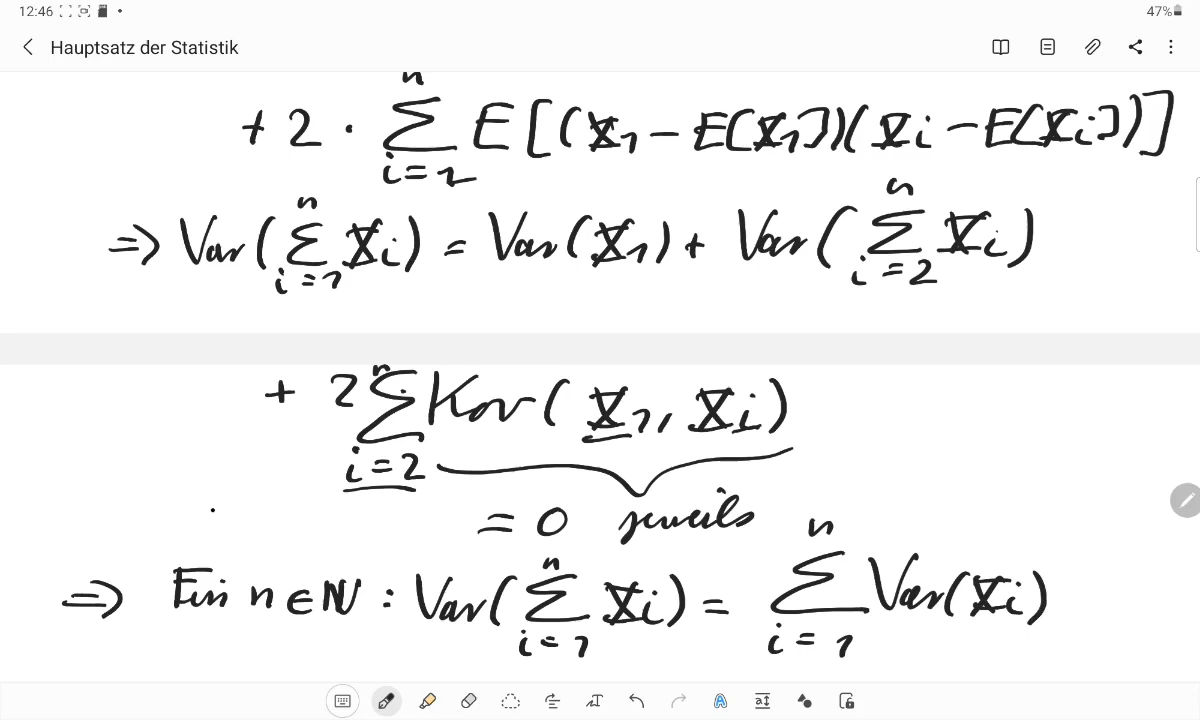 12:46
47%
Hauptsatz der Statistik
+ 2 · ∑_{i=2}^{n} E[(X₁ − E[X₁])(Xi − E[Xi])]
=> Var(∑_{i=1}^{n} Xi) = Var(X₁) + Var(∑_{i=2}^{n} Xi)
+ 2 ∑_{i=2}^{n} Kov(X₁, Xi)
= 0 jeweils
=> Für n ∈ ℕ : Var(∑_{i=1}^{n} Xi) = ∑_{i=1}^{n} Var(Xi)